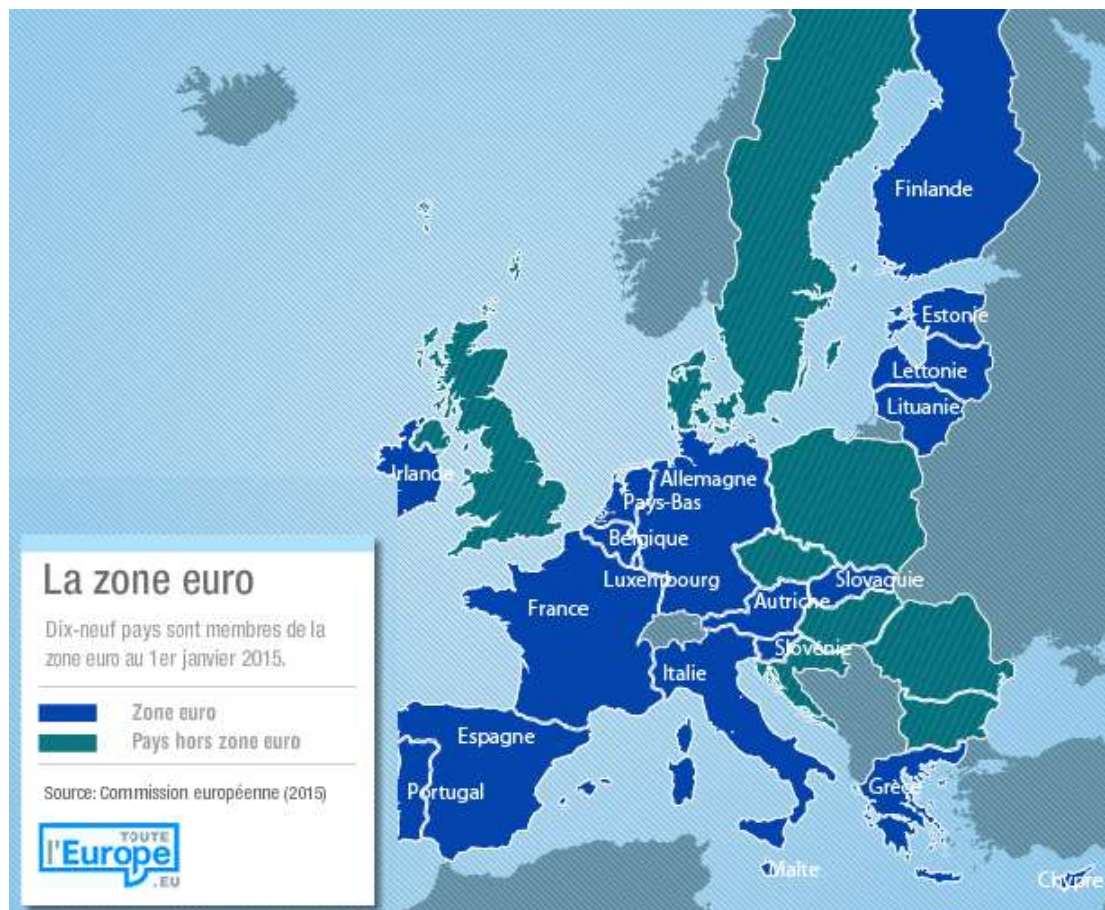 Finlande
Estonie
Lettonie
Lituanie
Irlande
Allemagne
Pays-Bas
Belgique
Luxembourg
Slovaquie
Autriche
France
Slovénie
Italie
Espagne
Portugal
Grèce
Malte
Chypre
La zone euro
Dix-neuf pays sont membres de la
zone euro au 1er janvier 2015.
Zone euro
Pays hors zone euro
Source: Commission européenne (2015)
TOUTE
l'Europe
.EU